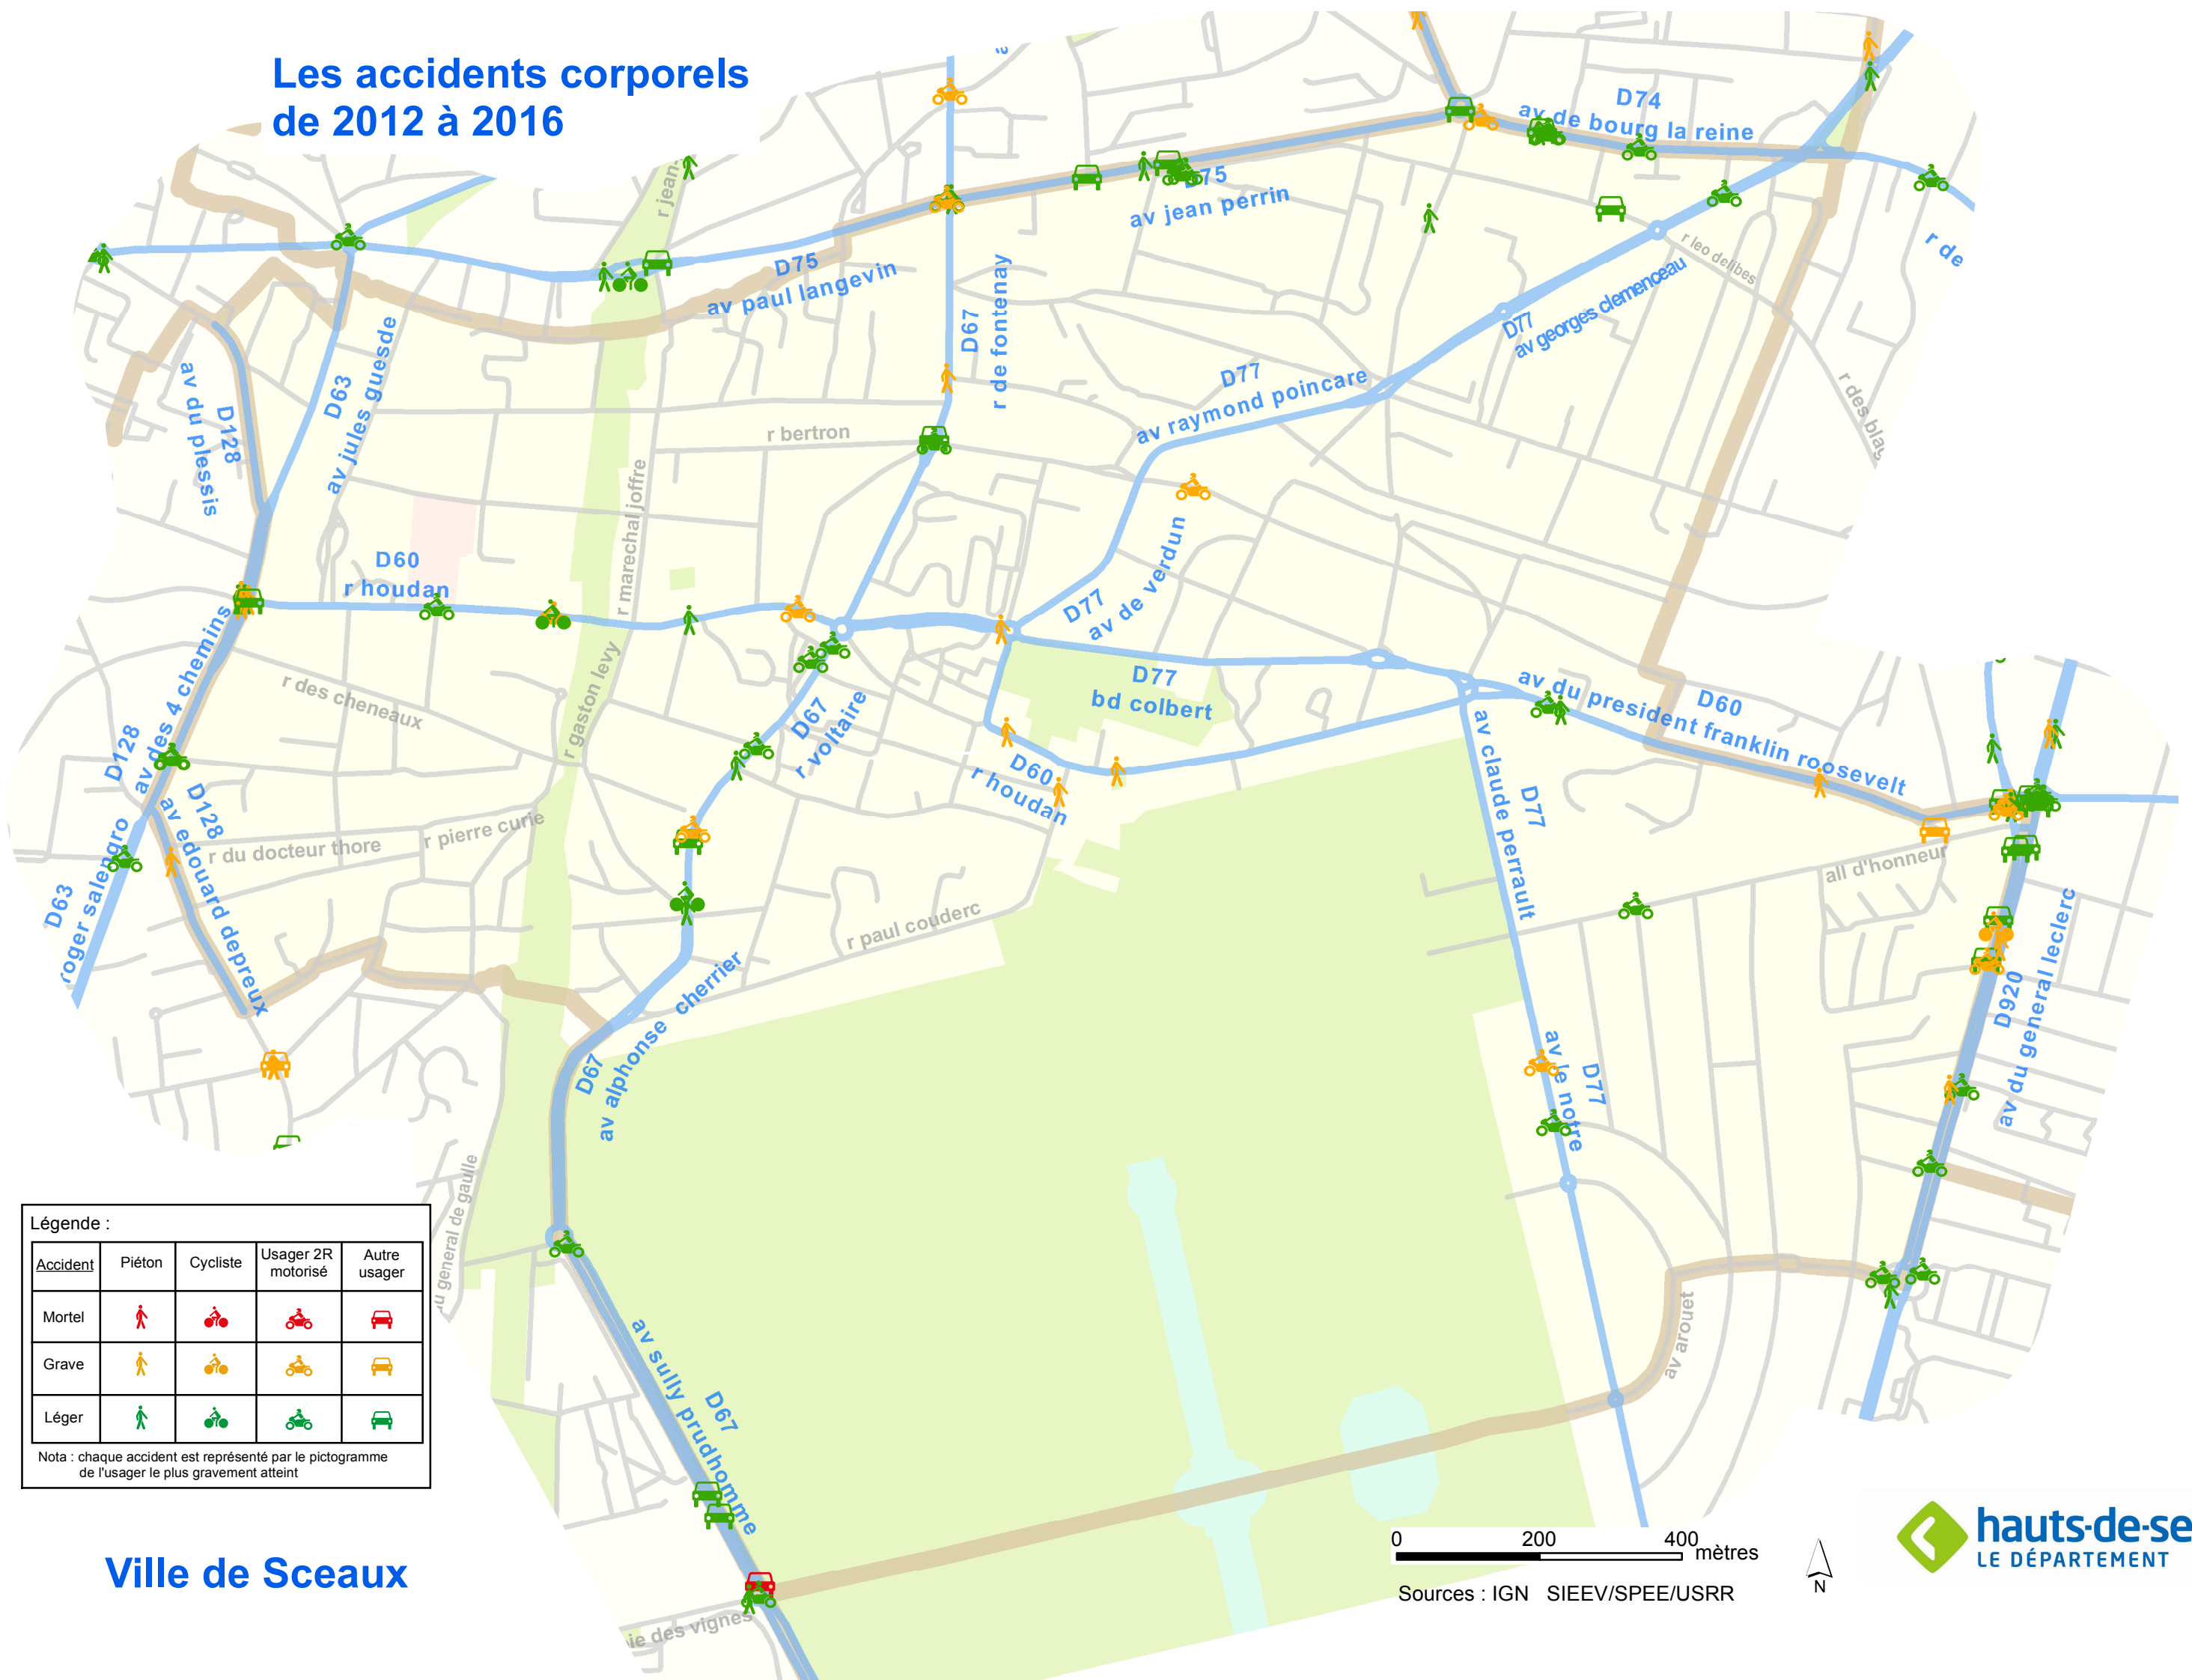 Les accidents corporels
de 2012 à 2016
D74
av de bourg la reine
D75
av jean perrin
r jean
r leo delibes
r de
D75
av paul langevin
D67
r de fontenay
D77
av georges clemenceau
D77
av raymond poincare
r des blag
av du plessis
D128
D63
av jules guesde
r bertron
r marechal joffre
D60
r houdan
D77
av de verdun
D77
bd colbert
av des 4 chemins
D128
r des cheneaux
r gaston levy
D67
r voltaire
D60
r houdan
av du president franklin roosevelt
D60
av claude perrault
D77
D63
roger salengro
av edouard depreux
D128
r du docteur thore
r pierre curie
all d'honneur
r paul couderc
D920
av du general leclerc
D67
av alphonse cherrier
av le notre
D77
du general de gaulle
av arouet
av sully prudhomme
D67
ie des vignes
Légende :
Accident Piéton Cycliste Usager 2R motorisé Autre usager
Mortel
Grave
Léger
Nota : chaque accident est représenté par le pictogramme
de l'usager le plus gravement atteint
Ville de Sceaux
0 200 400 mètres
Sources : IGN SIEEV/SPEE/USRR
N
hauts-de-se
LE DÉPARTEMENT